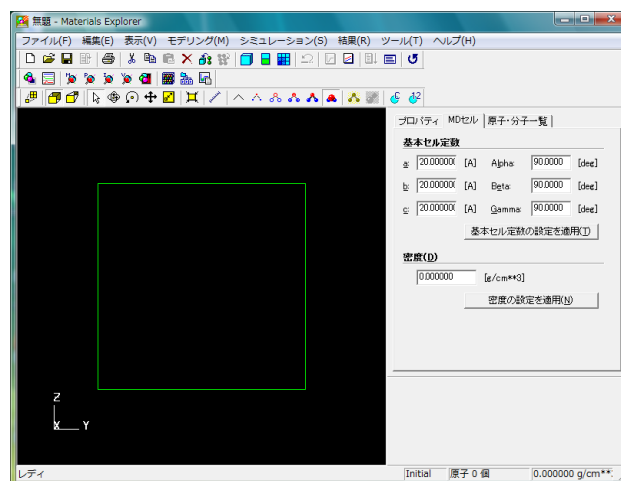 無題 - Materials Explorer
ファイル(F) 編集(E) 表示(V) モデリング(M) シミュレーション(S) 結果(R) ツール(T) ヘルプ(H)
プロパティ MDセル 原子・分子一覧
基本セル定数
a: 20.00000( [A] Alpha: 90.0000 [deg]
b: 20.00000( [A] Beta: 90.0000 [deg]
c: 20.00000( [A] Gamma: 90.0000 [deg]
基本セル定数の設定を適用(T)
密度(D)
0.000000 [g/cm**3]
密度の設定を適用(N)
Z
X Y
レディ Initial 原子 0 個 0.000000 g/cm**: